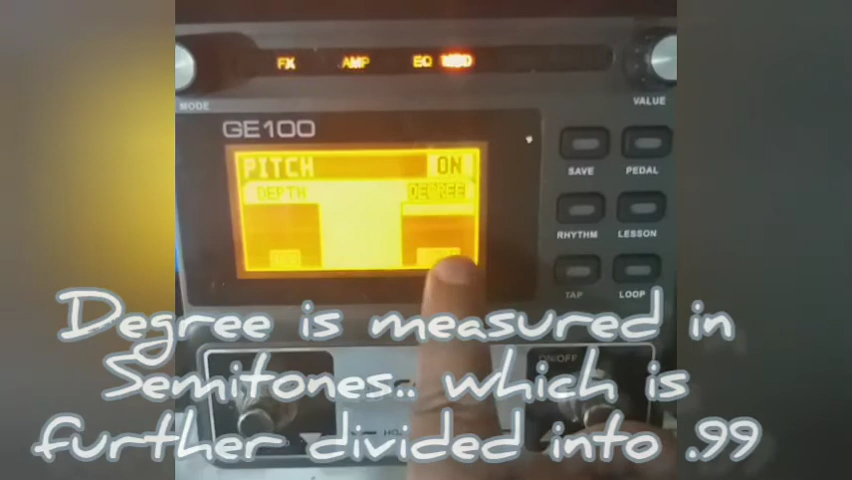 FX AMP EQ MOD
MODE VALUE
GE100
PITCH ON
DEPTH DEGREE
SAVE PEDAL
RHYTHM LESSON
TAP LOOP
ON/OFF
Degree is measured in
Semitones.. which is
further divided into .99